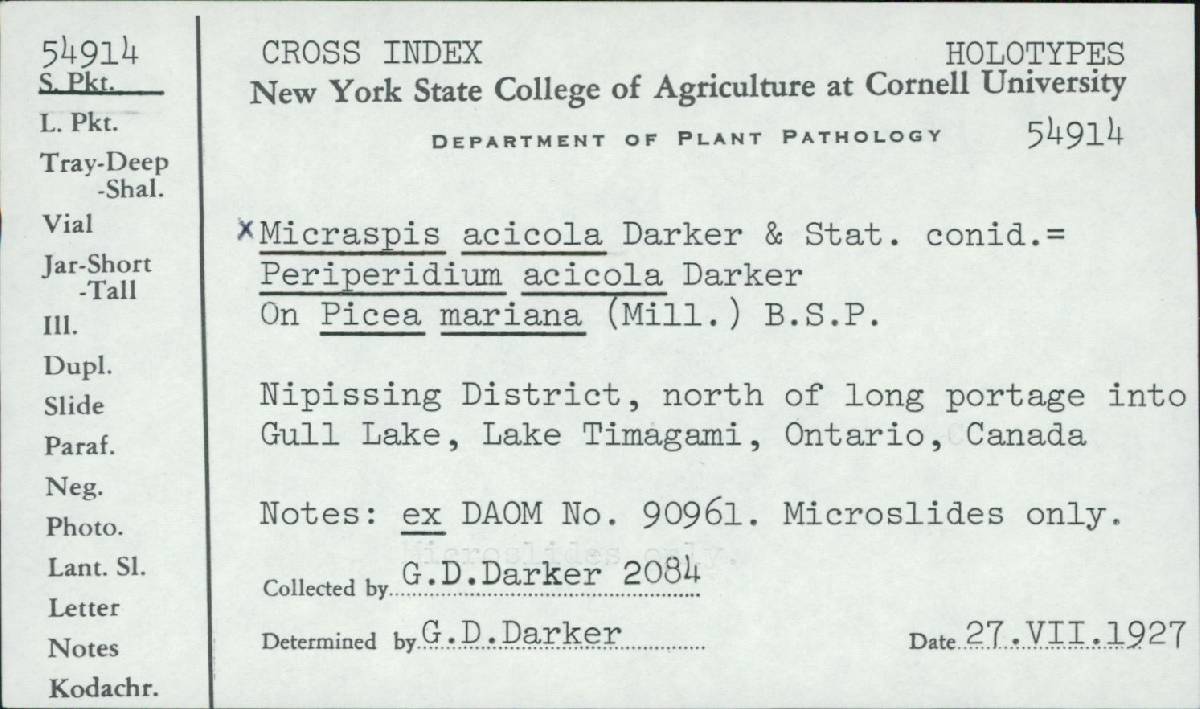 54914
S. Pkt.
L. Pkt.
Tray-Deep
-Shal.
Vial
Jar-Short
-Tall
Ill.
Dupl.
Slide
Paraf.
Neg.
Photo.
Lant. Sl.
Letter
Notes
Kodachr.
CROSS INDEX HOLOTYPES
New York State College of Agriculture at Cornell University
DEPARTMENT OF PLANT PATHOLOGY 54914
x Micraspis acicola Darker & Stat. conid.=
Periperidium acicola Darker
On Picea mariana (Mill.) B.S.P.
Nipissing District, north of long portage into
Gull Lake, Lake Timagami, Ontario, Canada
Notes: ex DAOM No. 90961. Microslides only.
Microslides only.
Collected by G.D.Darker 2084
Determined by G.D.Darker Date 27.VII.1927